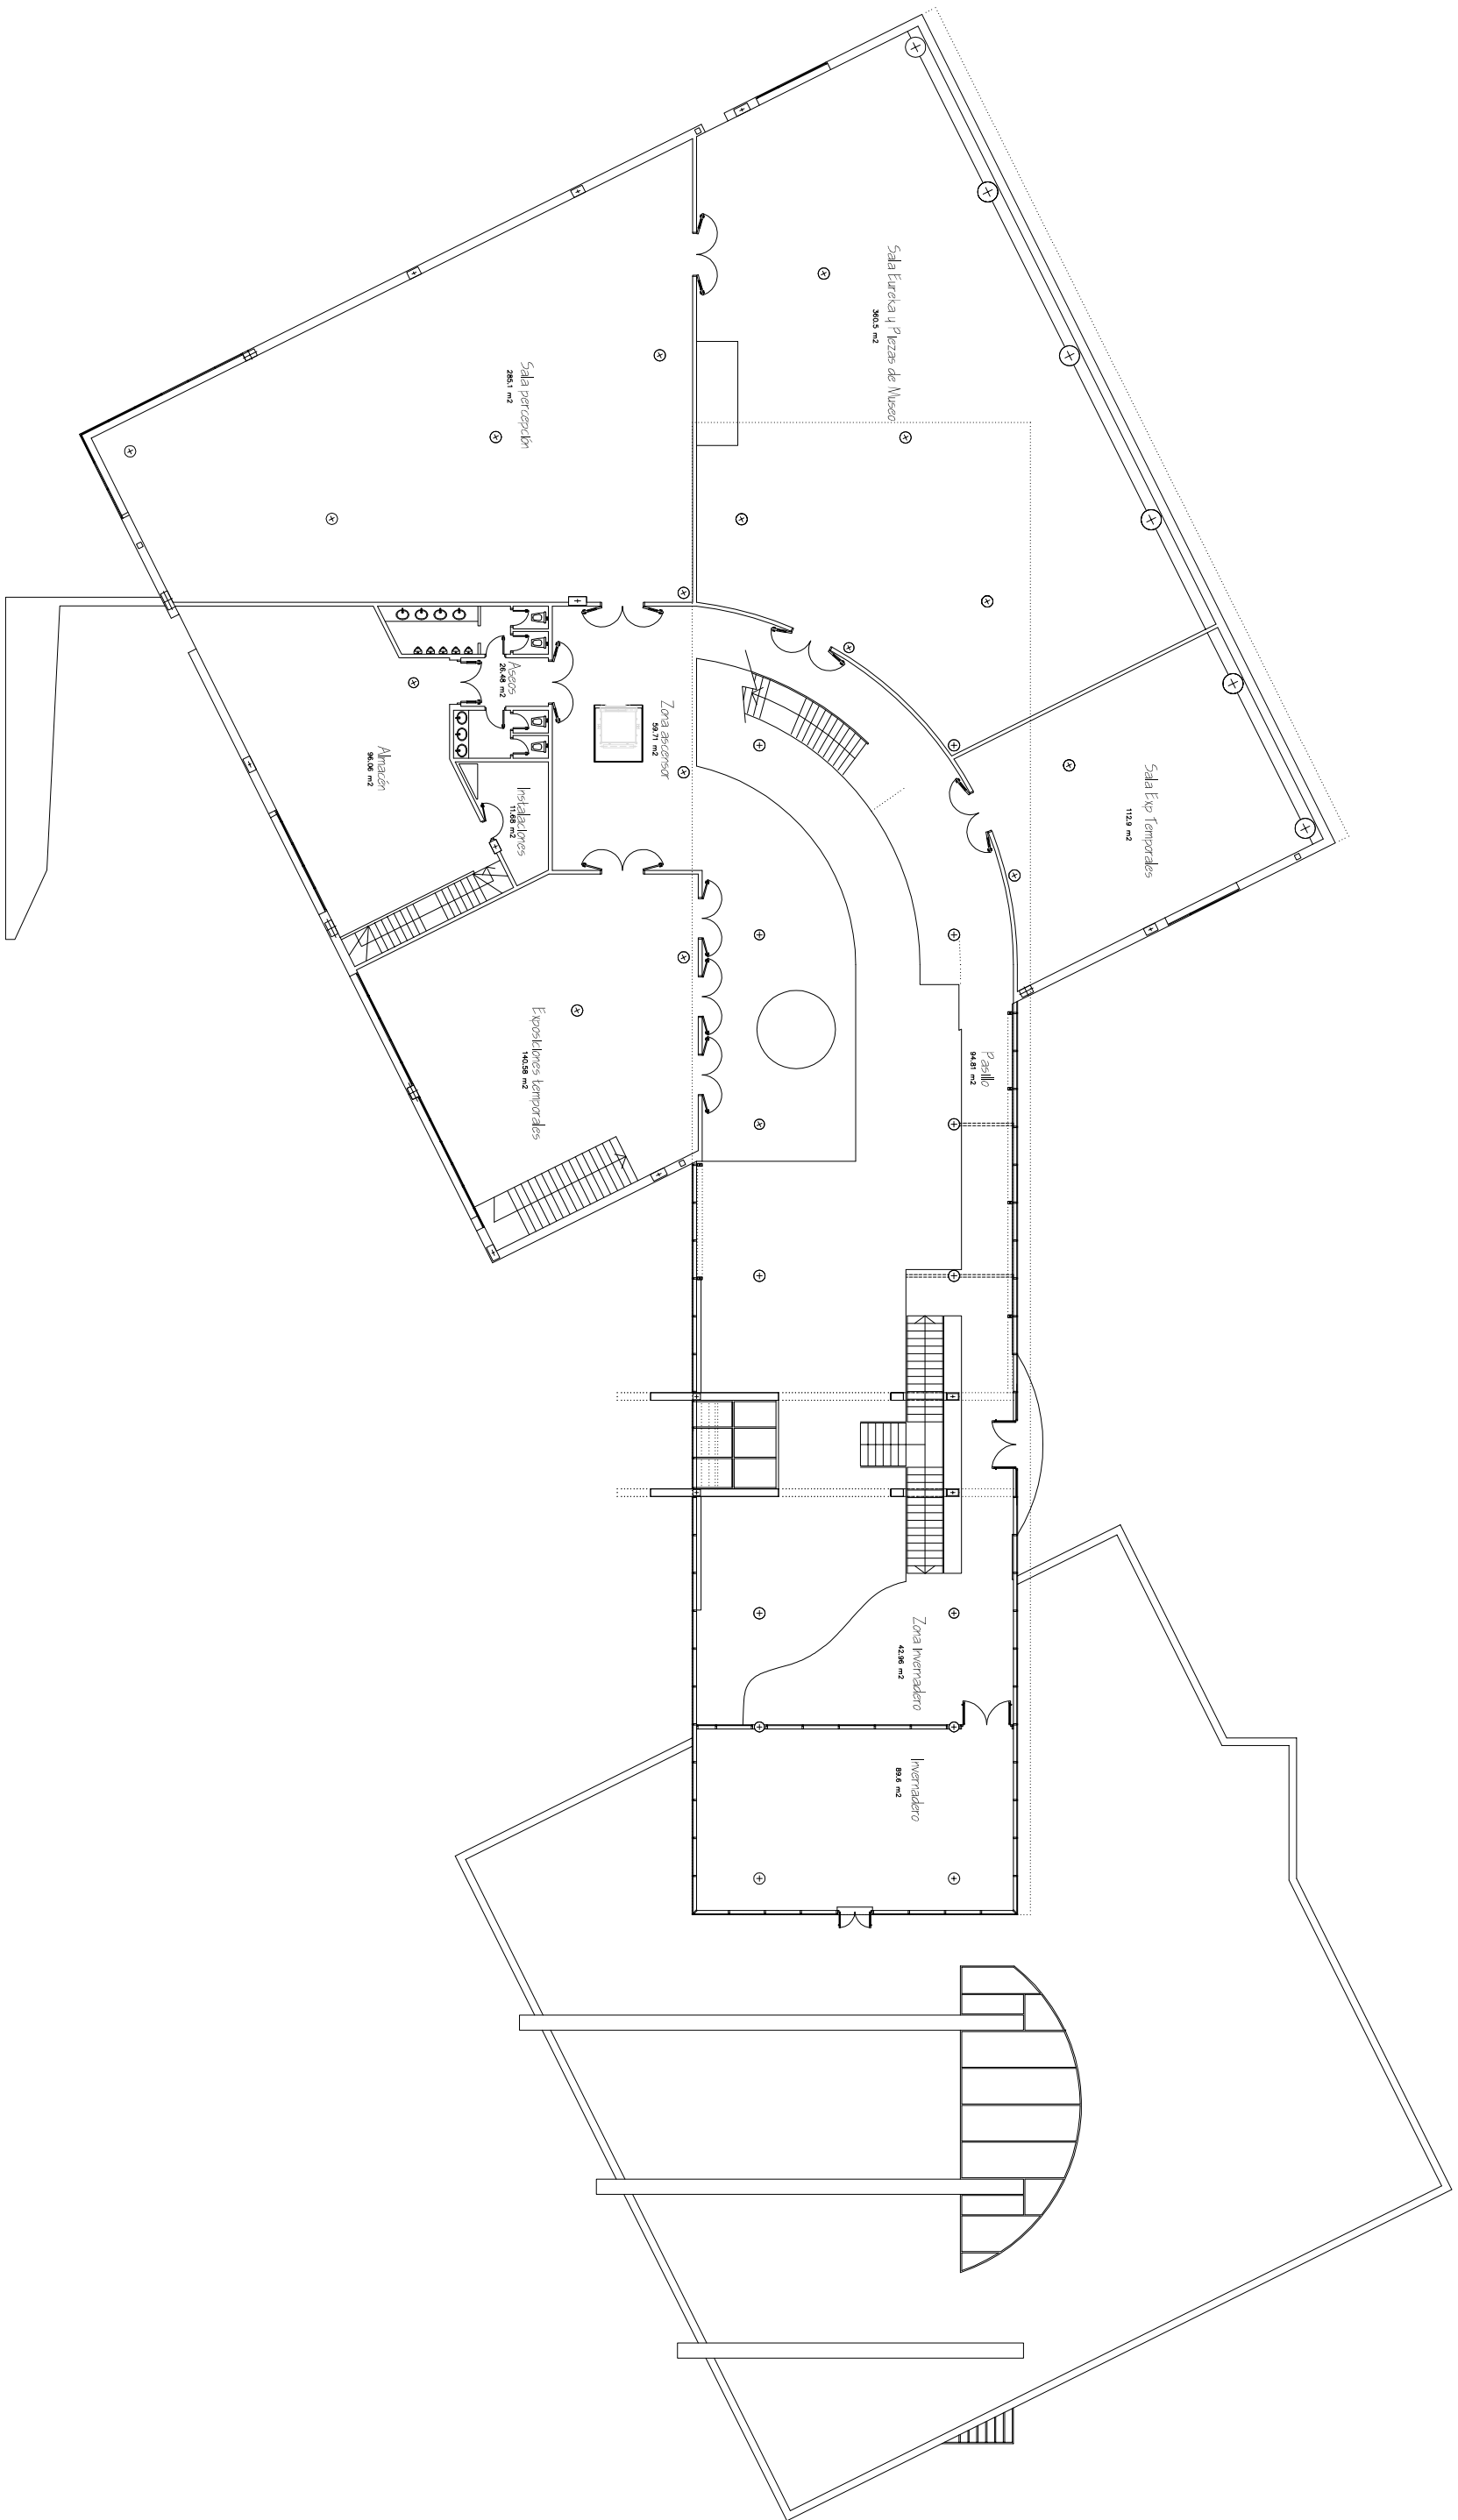 Sala Eureka y Piezas de Museo
360.5 m2
Sala percepción
285.1 m2
Sala Exp Temporales
112.9 m2
Zona ascensor
59.71 m2
Aseos
26.48 m2
Almacén
96.06 m2
Instalaciones
11.68 m2
Exposiciones temporales
140.58 m2
Pasillo
94.81 m2
Zona Invernadero
42.96 m2
Invernadero
89.6 m2